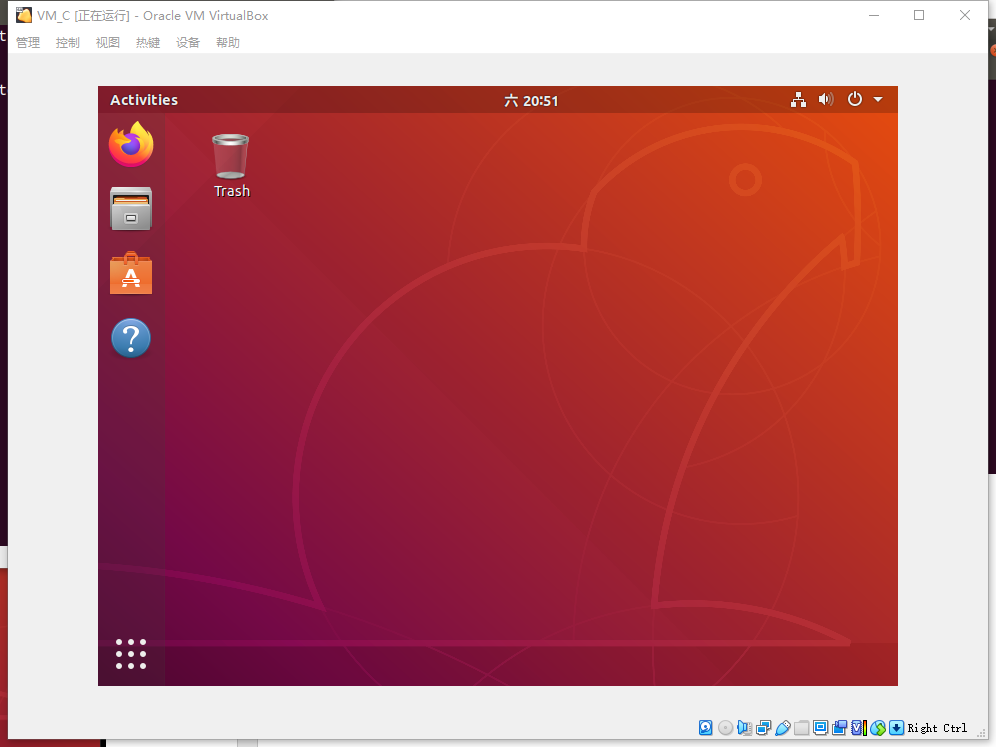 VM_C [正在运行] - Oracle VM VirtualBox
管理 控制 视图 热键 设备 帮助
Activities 六 20:51
Trash
Right Ctrl